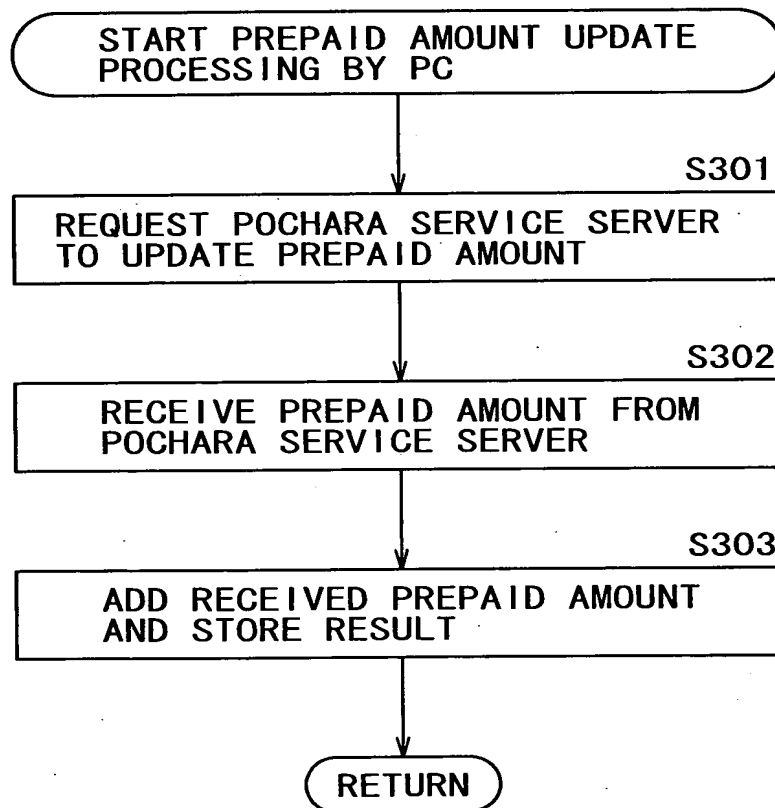 START PREPAID AMOUNT UPDATE
PROCESSING BY PC
S301
REQUEST POCHARA SERVICE SERVER
TO UPDATE PREPAID AMOUNT
S302
RECEIVE PREPAID AMOUNT FROM
POCHARA SERVICE SERVER
S303
ADD RECEIVED PREPAID AMOUNT
AND STORE RESULT
RETURN